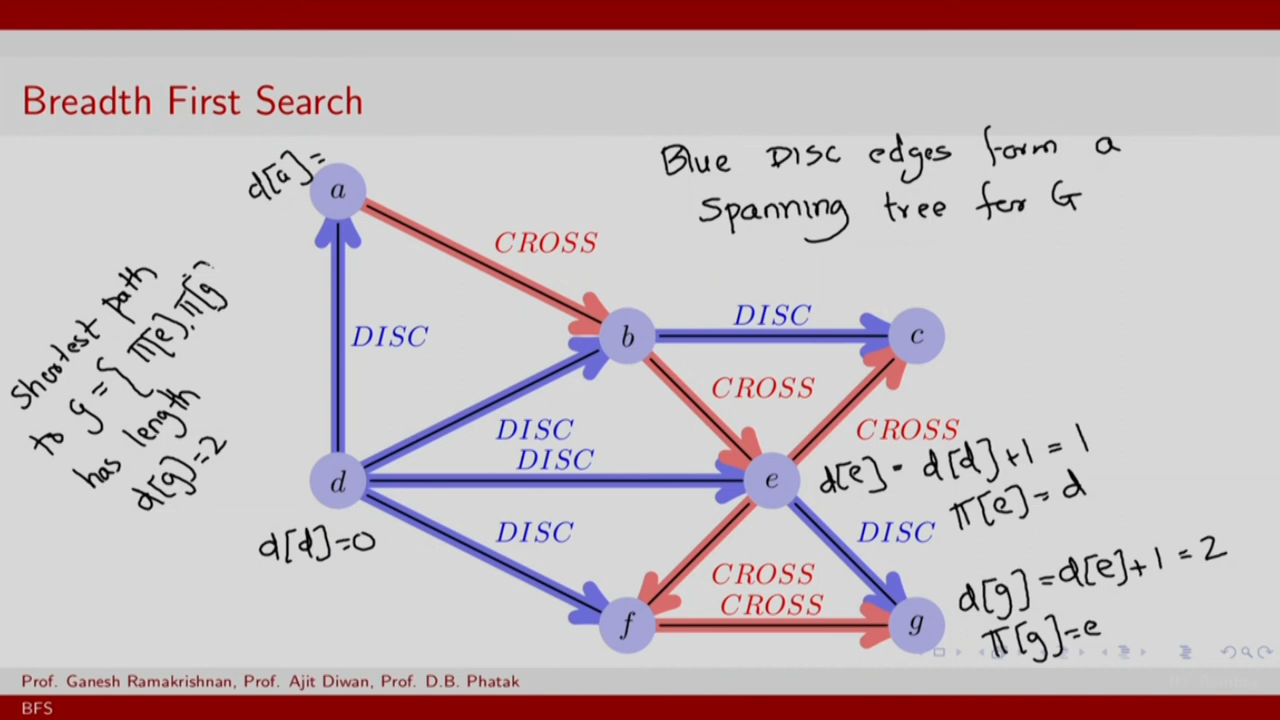 Breadth First Search
Blue DISC edges form a
spanning tree for G
d[a]=
a
CROSS
shortest path
to g = { π[e], π[g]
has length
d[g]=2
DISC
b
DISC
c
CROSS
DISC
CROSS
DISC
d
e
d[e] = d[d]+1 = 1
π[e]=d
d[d]=0
DISC
DISC
CROSS
d[g]=d[e]+1=2
CROSS
f
g
π[g]=e
Prof. Ganesh Ramakrishnan, Prof. Ajit Diwan, Prof. D.B. Phatak
BFS